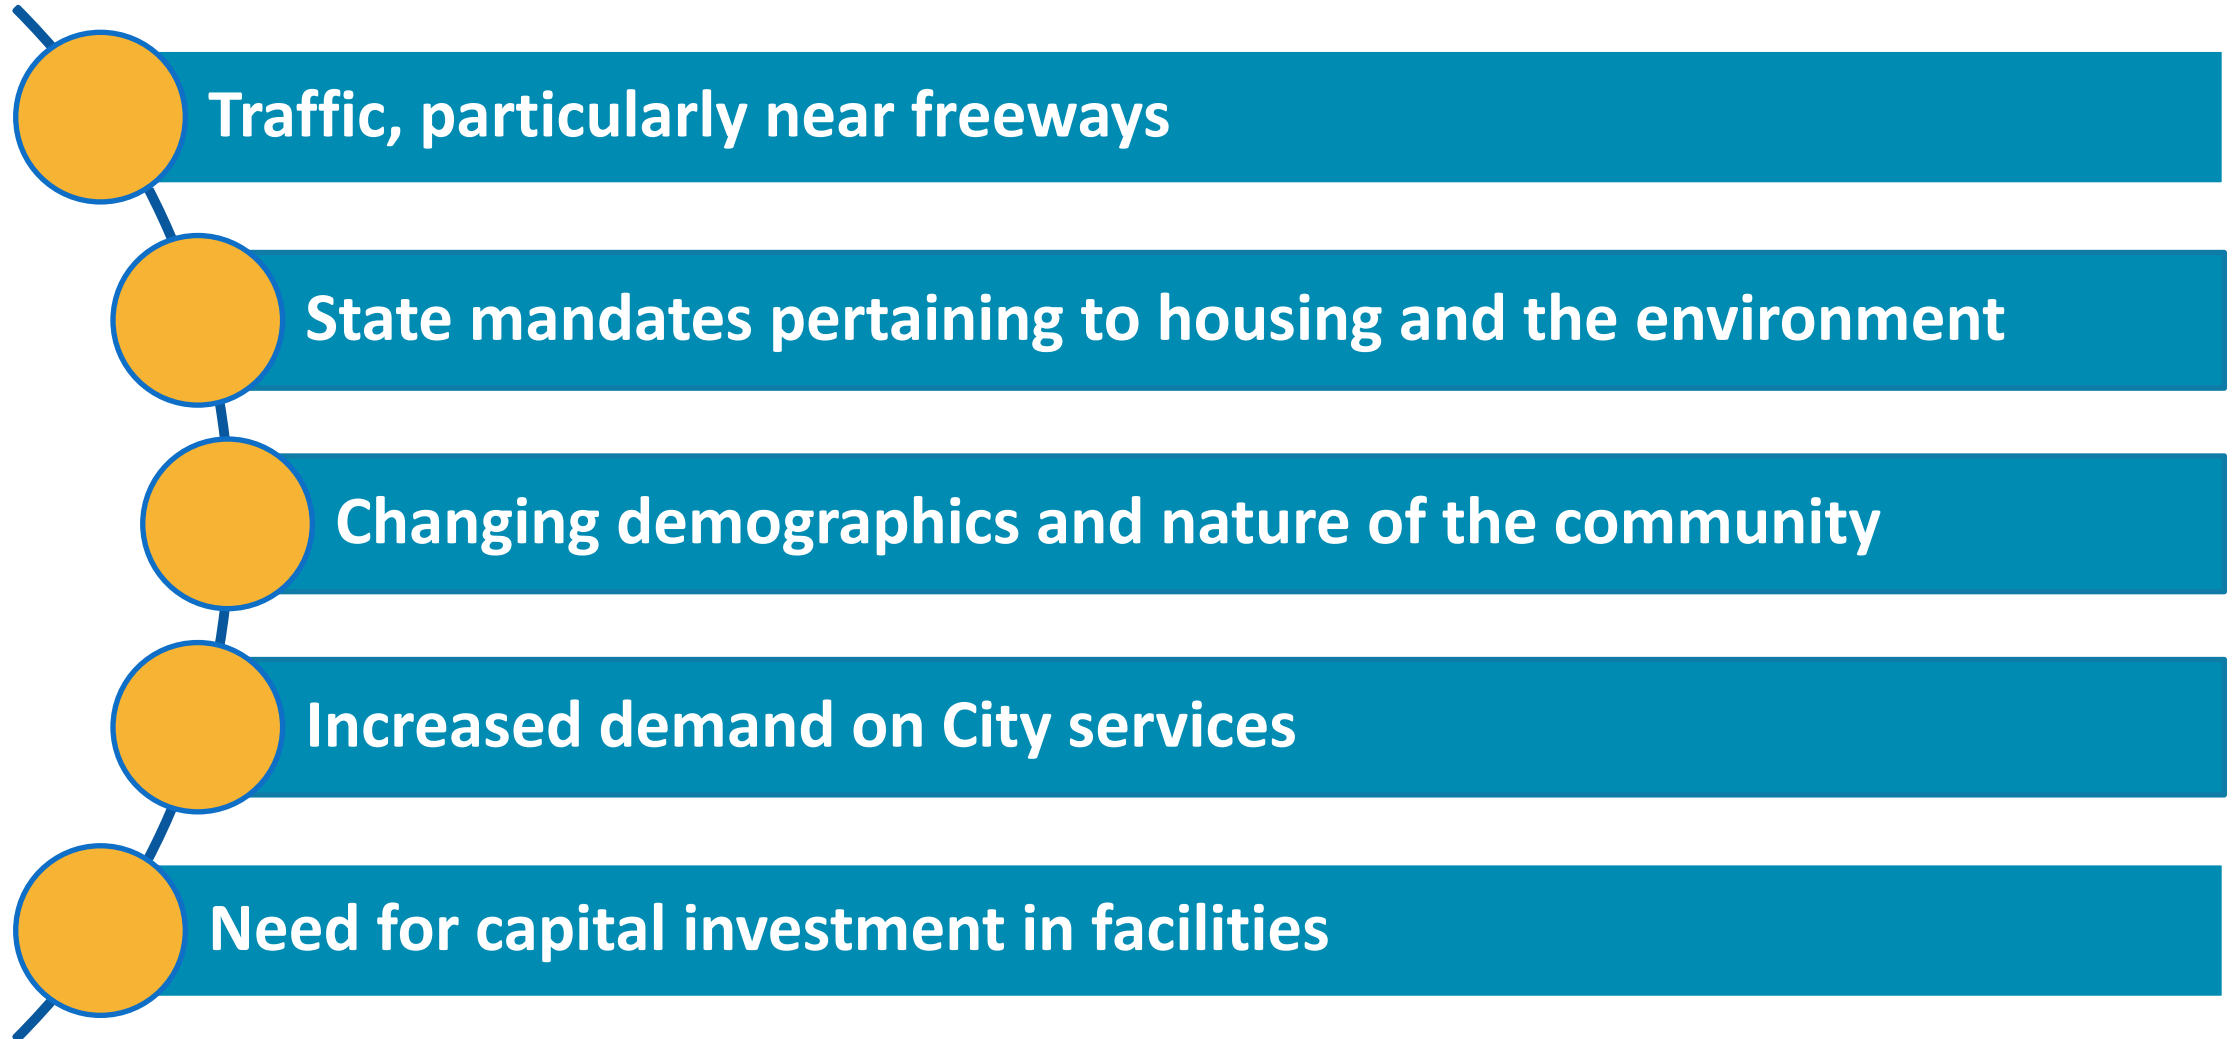 Traffic, particularly near freeways
State mandates pertaining to housing and the environment
Changing demographics and nature of the community
Increased demand on City services
Need for capital investment in facilities